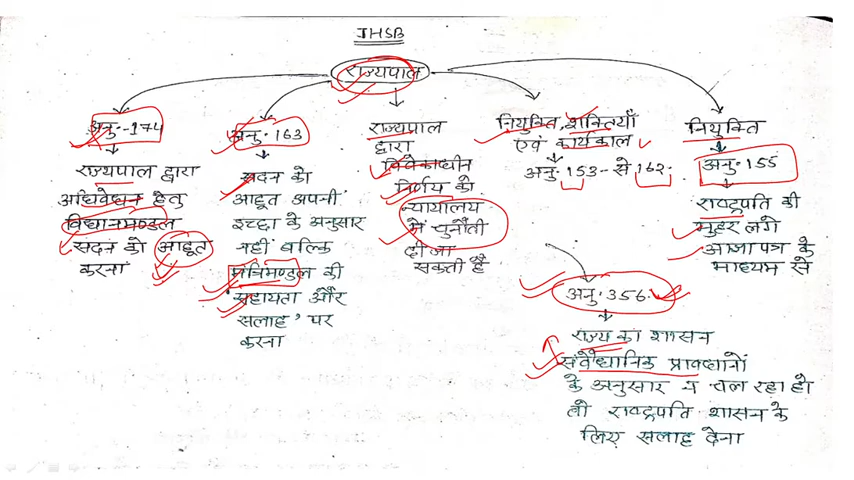 IHSB
राज्यपाल
अनु.-174
राज्यपाल द्वारा
अधिवेशन हेतु
विधानमण्डल
सदन को आहूत
करना
अनु. 163
सदन को
आहूत अपनी
इच्छा के अनुसार
नहीं बल्कि
मंत्रिमण्डल की
सहायता और
सलाह' पर
करना
राज्यपाल
द्वारा
विवेकाधीन
निर्णय को
न्यायालय
में चुनौती
दी जा
सकती है
नियुक्ति, शक्तियाँ
एवं कार्यकाल
अनु. 153- से 162.
नियुक्ति
अनु. 155
राष्ट्रपति की
मुहर लगे
आज्ञा पत्र के
माध्यम से
अनु. 356.
राज्य का शासन
संवैधानिक प्रावधानों
के अनुसार न चल रहा हो
तो राष्ट्रपति शासन के
लिए सलाह देना